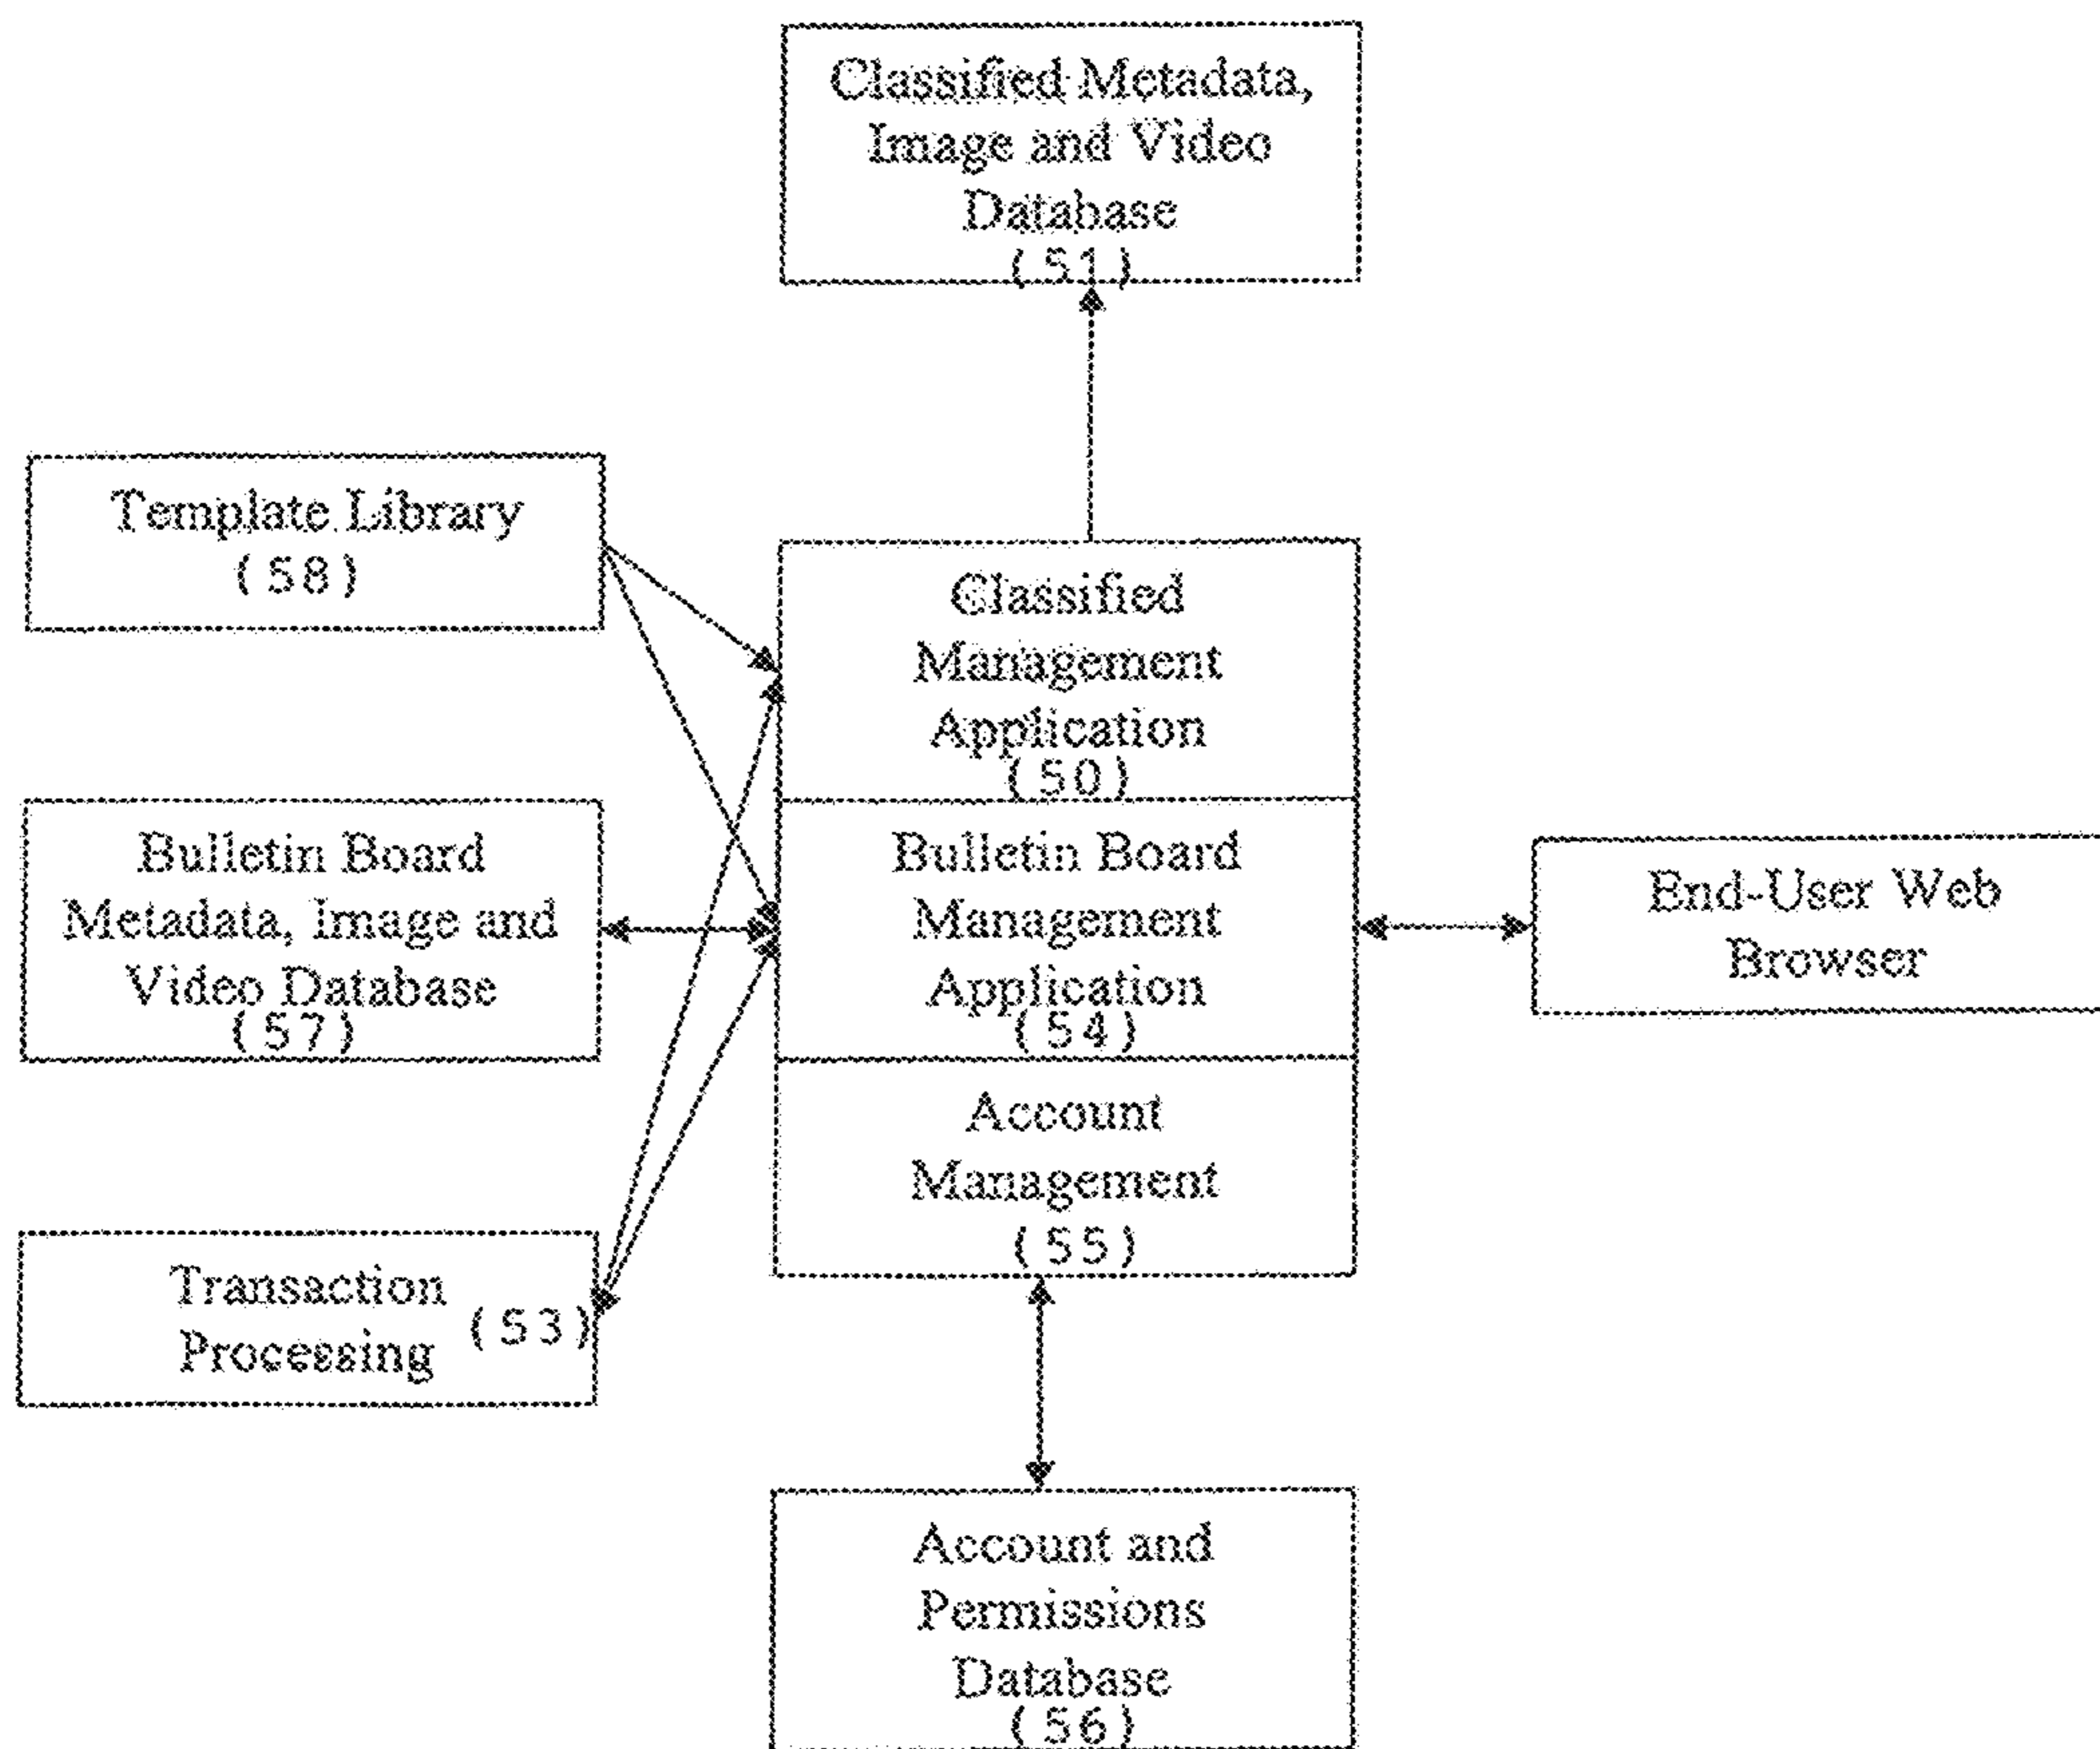 Classified Metadata,
Image and Video
Database
(51)
Template Library
(58)
Classified
Management
Application
(50)
Bulletin Board
Metadata, Image and
Video Database
(57)
Bulletin Board
Management
Application
(54)
End-User Web
Browser
Account
Management
(55)
Transaction
Processing (53)
Account and
Permissions
Database
(56)